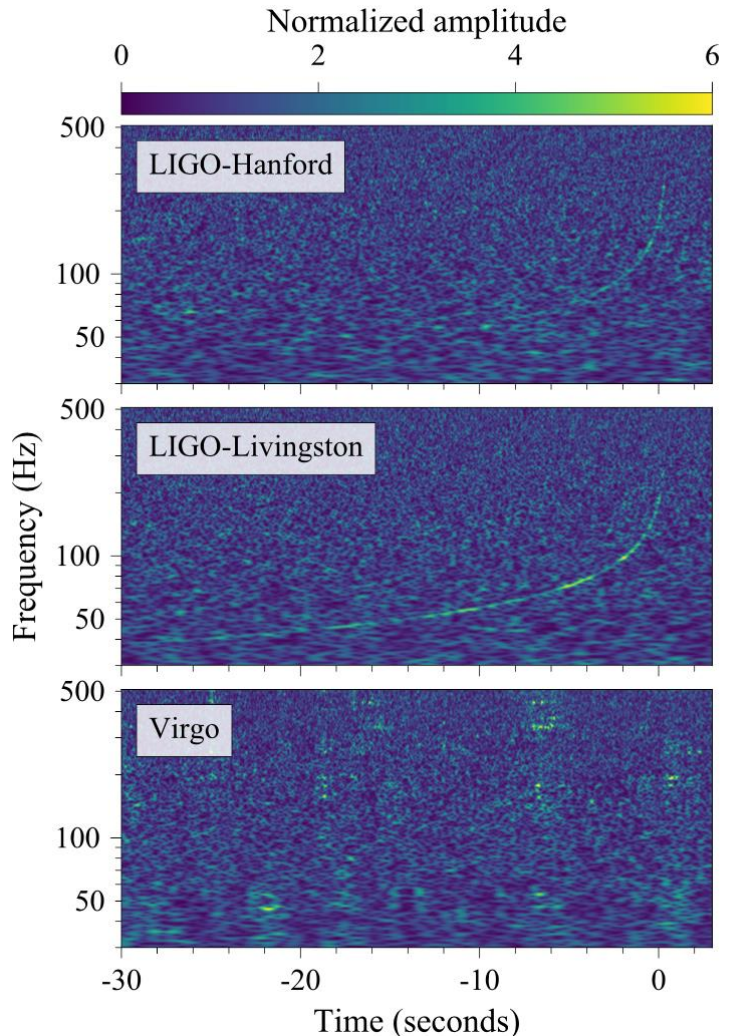 Normalized amplitude
0 2 4 6
500
LIGO-Hanford
100
50
500
LIGO-Livingston
100
50
Frequency (Hz)
500
Virgo
100
50
-30 -20 -10 0
Time (seconds)